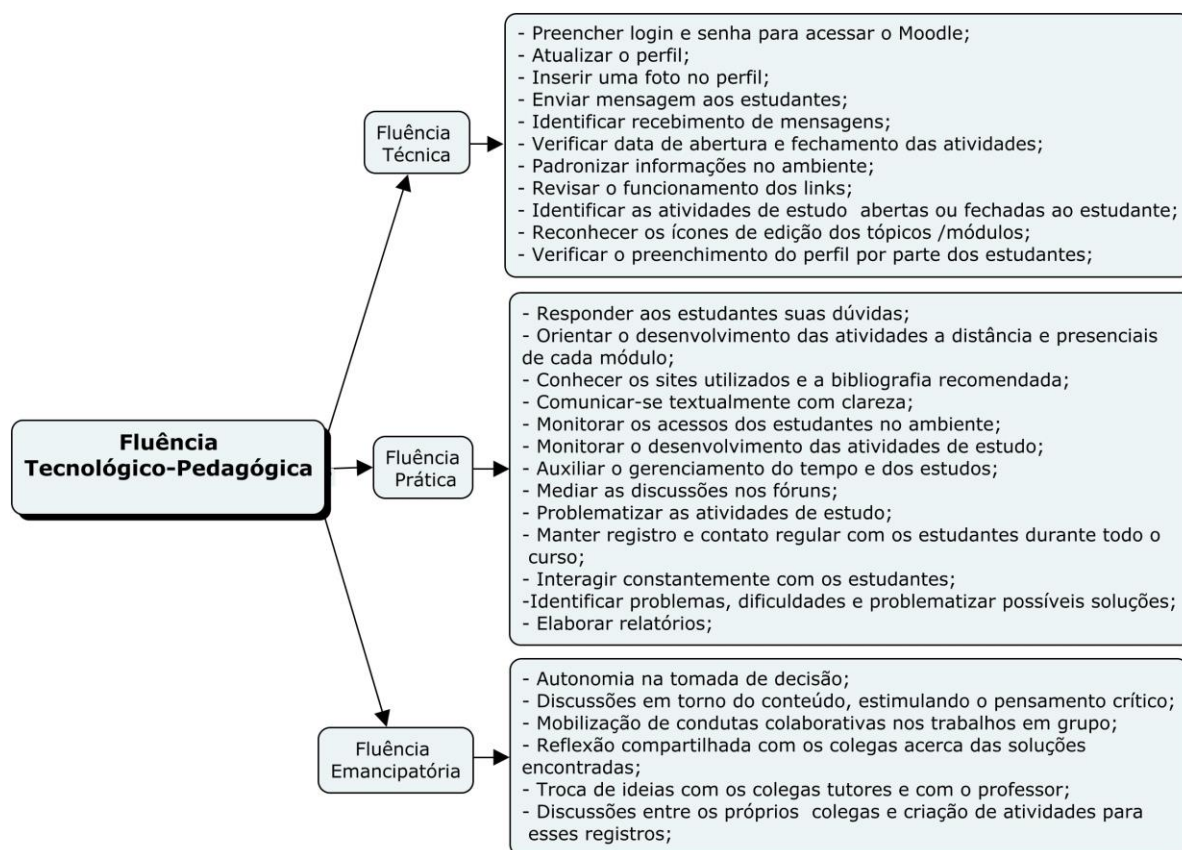 Fluência
Tecnológico-Pedagógica
Fluência
Técnica
- Preencher login e senha para acessar o Moodle;
- Atualizar o perfil;
- Inserir uma foto no perfil;
- Enviar mensagem aos estudantes;
- Identificar recebimento de mensagens;
- Verificar data de abertura e fechamento das atividades;
- Padronizar informações no ambiente;
- Revisar o funcionamento dos links;
- Identificar as atividades de estudo abertas ou fechadas ao estudante;
- Reconhecer os ícones de edição dos tópicos /módulos;
- Verificar o preenchimento do perfil por parte dos estudantes;
Fluência
Prática
- Responder aos estudantes suas dúvidas;
- Orientar o desenvolvimento das atividades a distância e presenciais
de cada módulo;
- Conhecer os sites utilizados e a bibliografia recomendada;
- Comunicar-se textualmente com clareza;
- Monitorar os acessos dos estudantes no ambiente;
- Monitorar o desenvolvimento das atividades de estudo;
- Auxiliar o gerenciamento do tempo e dos estudos;
- Mediar as discussões nos fóruns;
- Problematizar as atividades de estudo;
- Manter registro e contato regular com os estudantes durante todo o
curso;
- Interagir constantemente com os estudantes;
-Identificar problemas, dificuldades e problematizar possíveis soluções;
- Elaborar relatórios;
Fluência
Emancipatória
- Autonomia na tomada de decisão;
- Discussões em torno do conteúdo, estimulando o pensamento crítico;
- Mobilização de condutas colaborativas nos trabalhos em grupo;
- Reflexão compartilhada com os colegas acerca das soluções
encontradas;
- Troca de ideias com os colegas tutores e com o professor;
- Discussões entre os próprios colegas e criação de atividades para
esses registros;